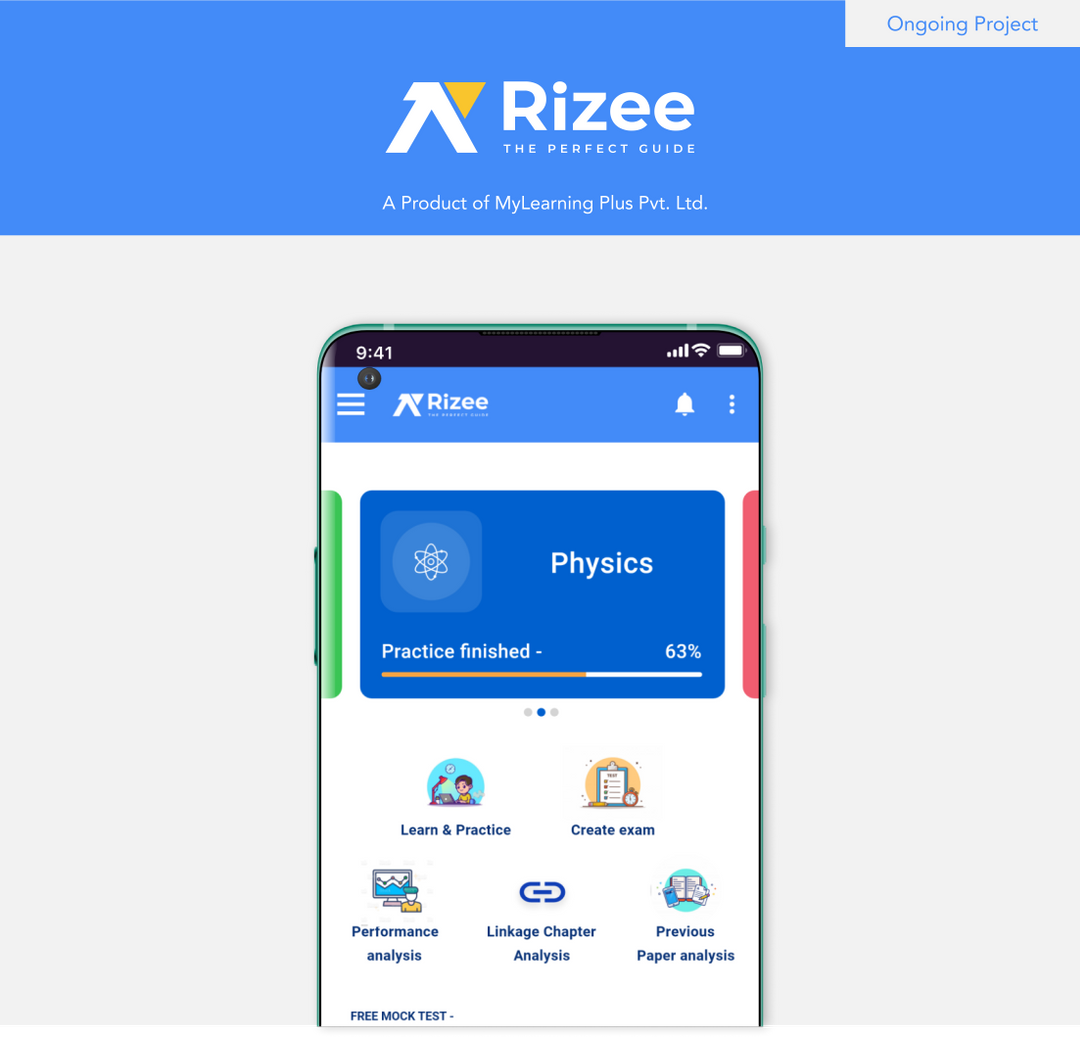 Ongoing Project
Rizee
THE PERFECT GUIDE
A Product of MyLearning Plus Pvt. Ltd.
9:41
Rizee
THE PERFECT GUIDE
Physics
Practice finished - 63%
TEST
Learn & Practice Create exam
Performance Linkage Chapter Previous
analysis Analysis Paper analysis
FREE MOCK TEST -